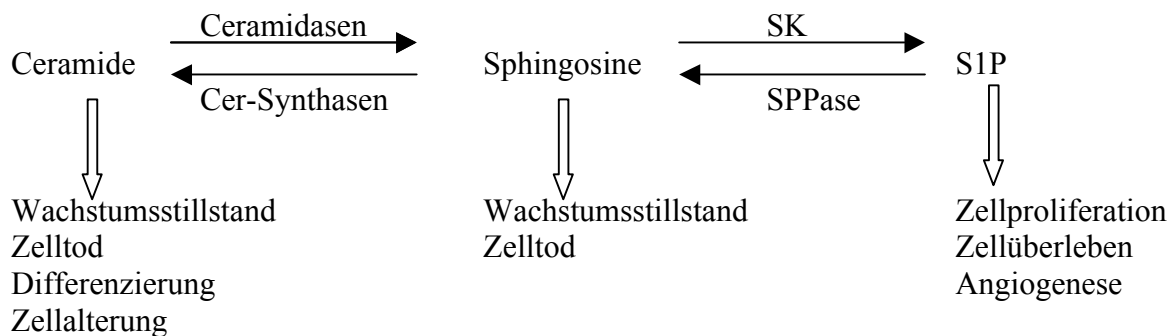 Ceramidasen SK
Ceramide Sphingosine S1P
Cer-Synthasen SPPase
Wachstumsstillstand Wachstumsstillstand Zellproliferation
Zelltod Zelltod Zellüberleben
Differenzierung Angiogenese
Zellalterung